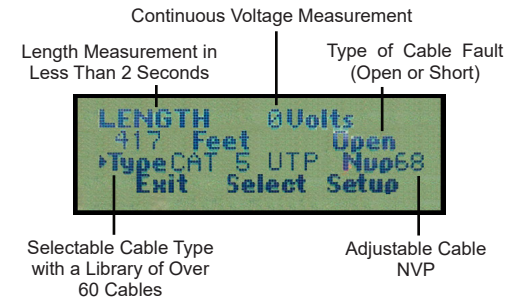 Continuous Voltage Measurement
Length Measurement in
Less Than 2 Seconds
Type of Cable Fault
(Open or Short)
LENGTH 0Volts
417 Feet Open
▸Type CAT 5 UTP Nvp68
Exit Select Setup
Selectable Cable Type
with a Library of Over
60 Cables
Adjustable Cable
NVP